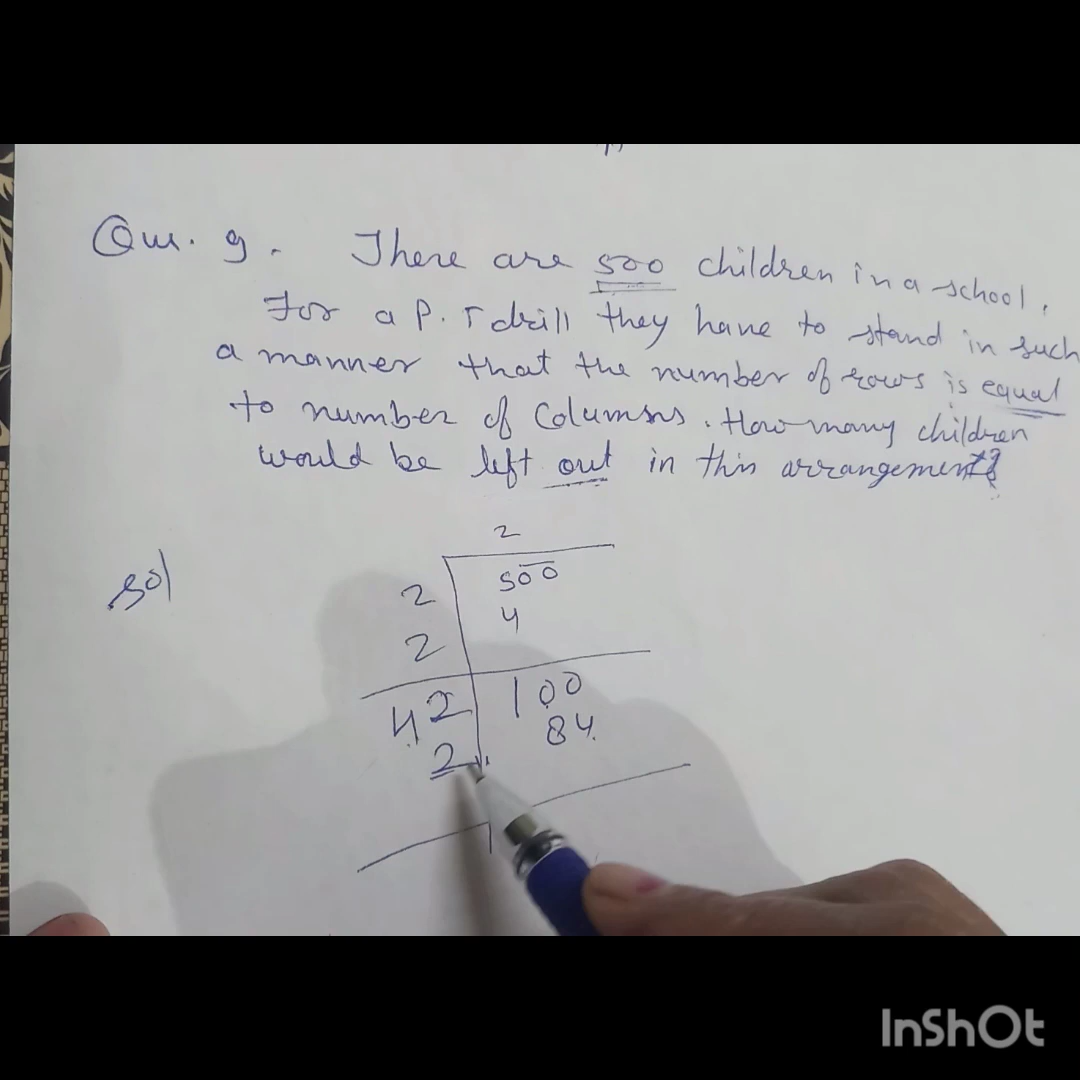 Qus. 9. There are 500 children in a school.
For a P.T drill they have to stand in such
a manner that the number of rows is equal
to number of Columns. How many children
would be left out in this arrangement?
sol
2
2 500
2 4
42 100
2 84
InShOt